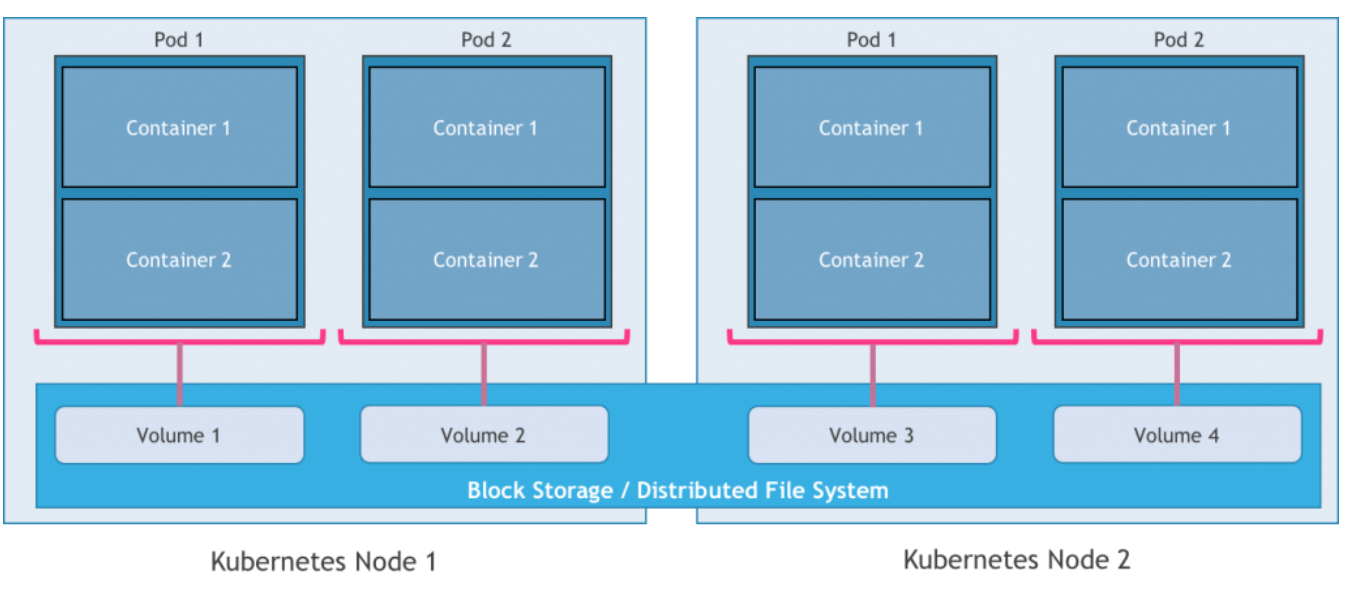 Pod 1
Pod 2
Pod 1
Pod 2
Container 1
Container 1
Container 1
Container 1
Container 2
Container 2
Container 2
Container 2
Volume 1
Volume 2
Volume 3
Volume 4
Block Storage / Distributed File System
Kubernetes Node 1
Kubernetes Node 2